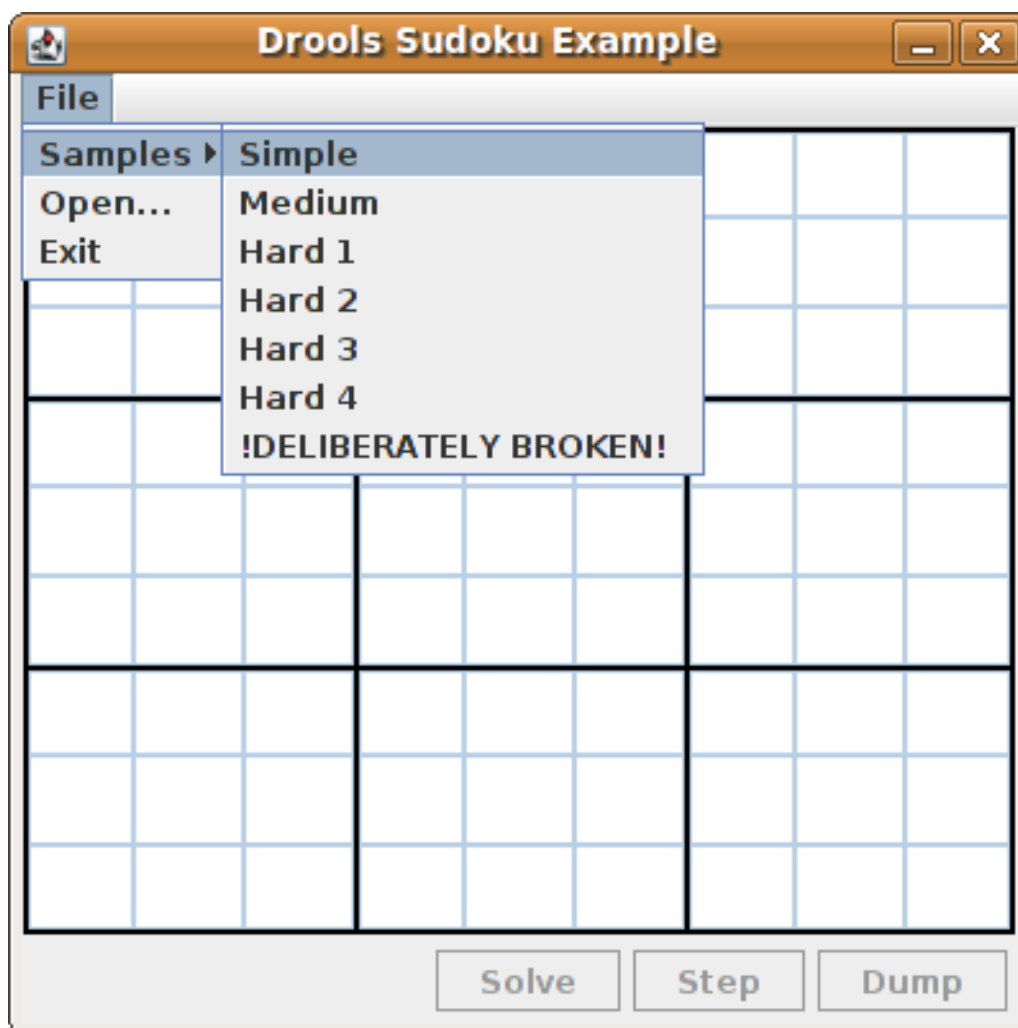 Drools Sudoku Example
File
Samples
Open...
Exit
Simple
Medium
Hard 1
Hard 2
Hard 3
Hard 4
!DELIBERATELY BROKEN!
Solve
Step
Dump